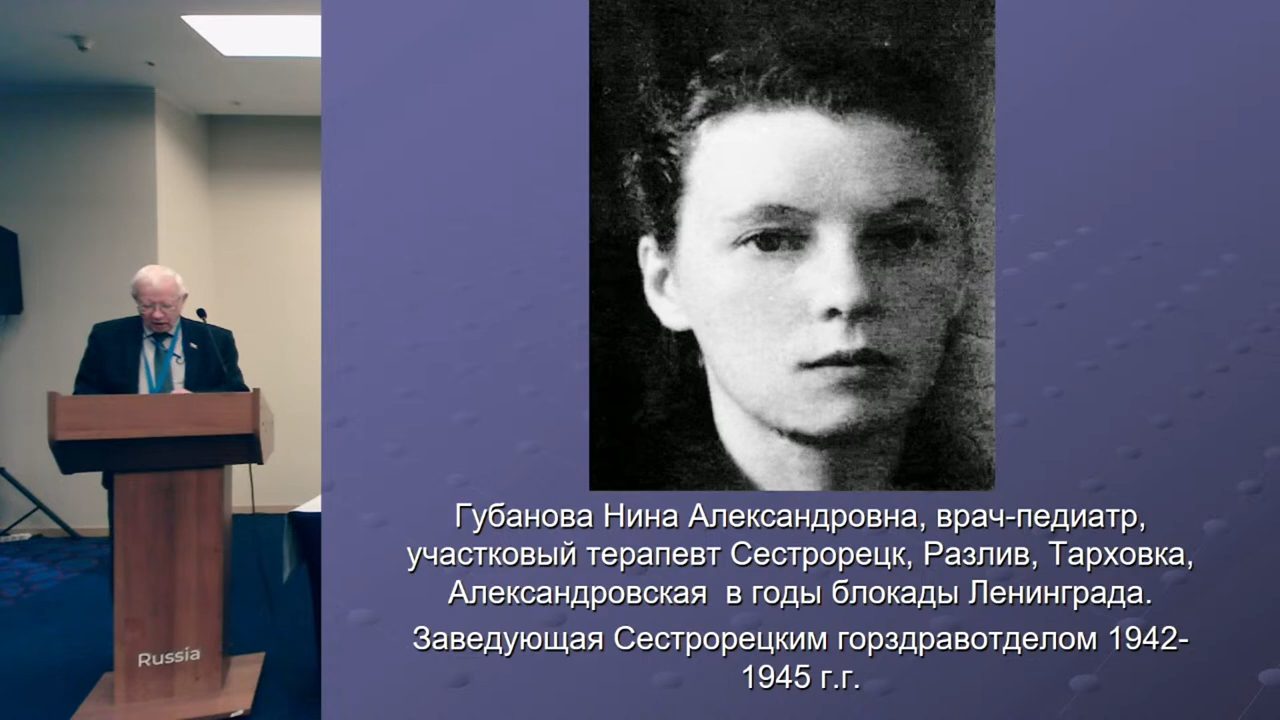 Губанова Нина Александровна, врач-педиатр,
участковый терапевт Сестрорецк, Разлив, Тарховка,
Александровская  в годы блокады Ленинграда.
Заведующая Сестрорецким горздравотделом 1942-
1945 г.г.
Russia